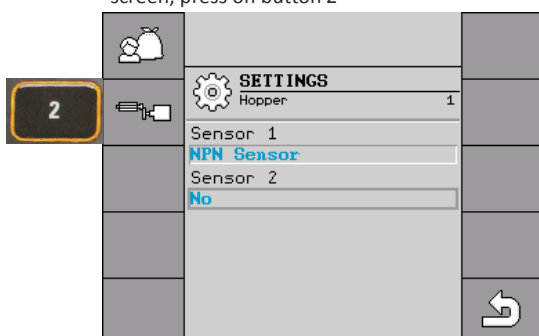 screen, press on button 2
2
SETTINGS
Hopper 1
Sensor 1
NPN Sensor
Sensor 2
No